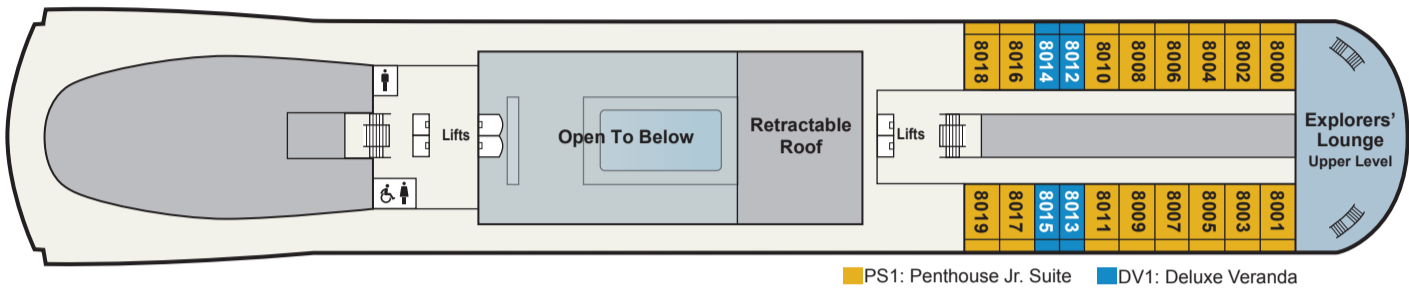 8018
8016
8014
8012
8010
8008
8006
8004
8002
8000
Lifts
Open To Below
Retractable
Roof
Lifts
Explorers’
Lounge
Upper Level
8019
8017
8015
8013
8011
8009
8007
8005
8003
8001
PS1: Penthouse Jr. Suite
DV1: Deluxe Veranda